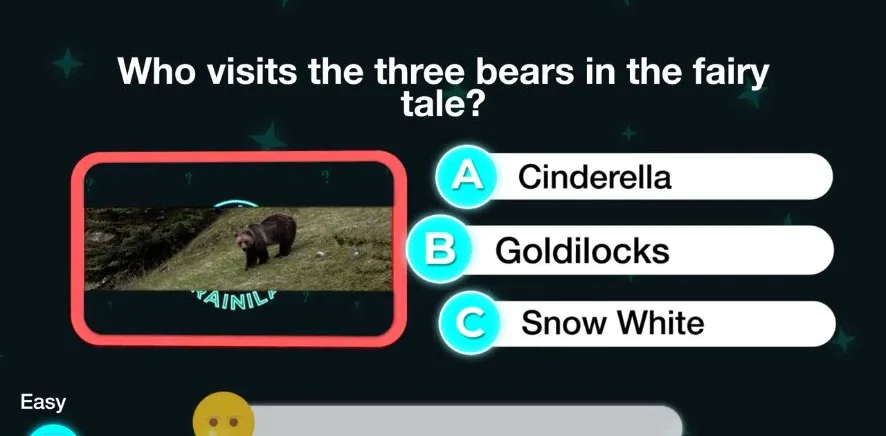 Who visits the three bears in the fairy
tale?
A Cinderella
B Goldilocks
C Snow White
Easy